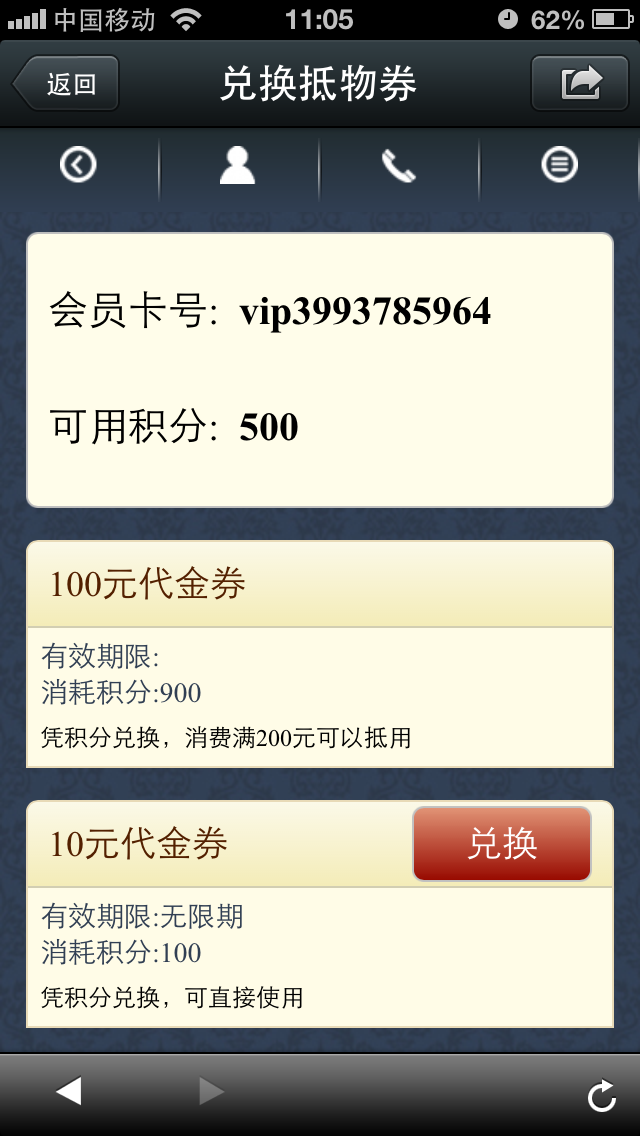 中国移动 11:05 62%
返回 兑换抵物券
会员卡号: vip3993785964
可用积分: 500
100元代金券
有效期限:
消耗积分:900
凭积分兑换，消费满200元可以抵用
10元代金券 兑换
有效期限:无限期
消耗积分:100
凭积分兑换，可直接使用